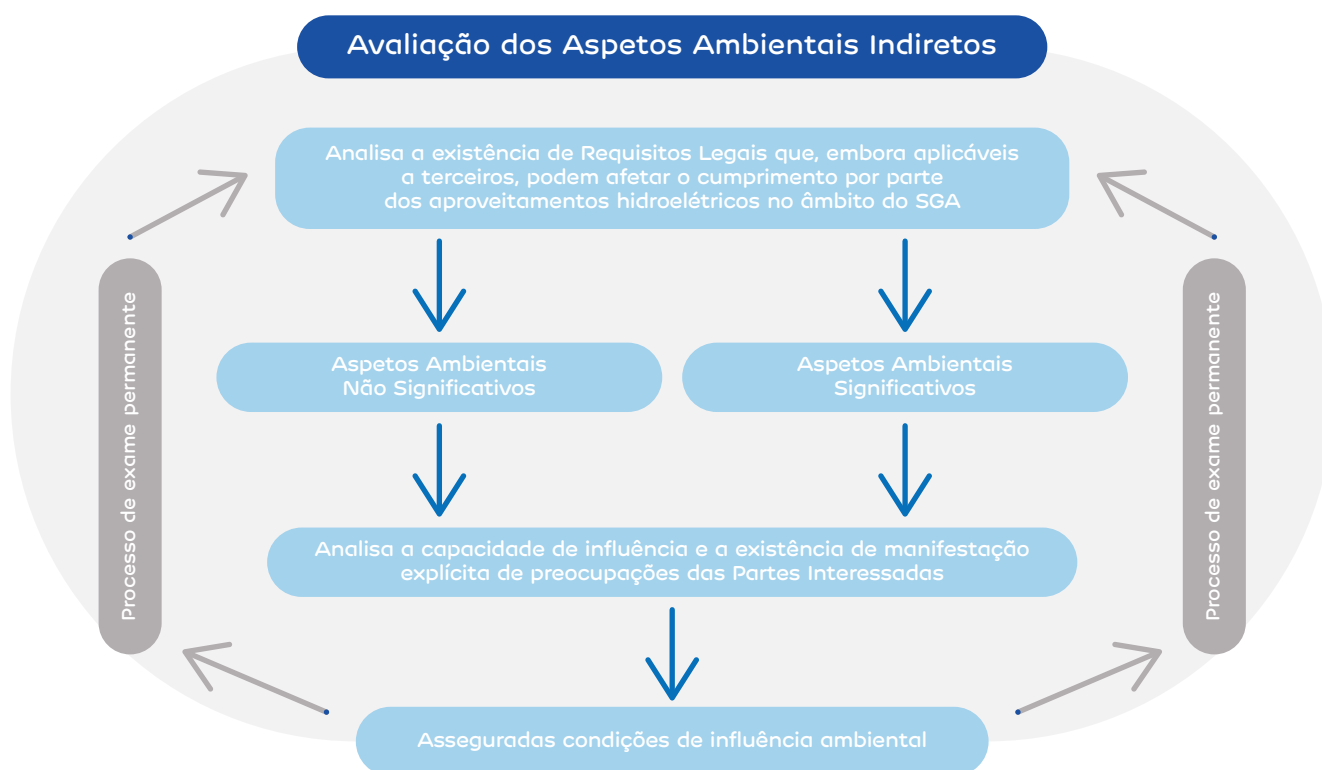 Avaliação dos Aspetos Ambientais Indiretos
Analisa a existência de Requisitos Legais que, embora aplicáveis
a terceiros, podem afetar o cumprimento por parte
dos aproveitamentos hidroelétricos no âmbito do SGA
Processo de exame permanente
Processo de exame permanente
Aspetos Ambientais
Não Significativos
Aspetos Ambientais
Significativos
Analisa a capacidade de influência e a existência de manifestação
explícita de preocupações das Partes Interessadas
Asseguradas condições de influência ambiental